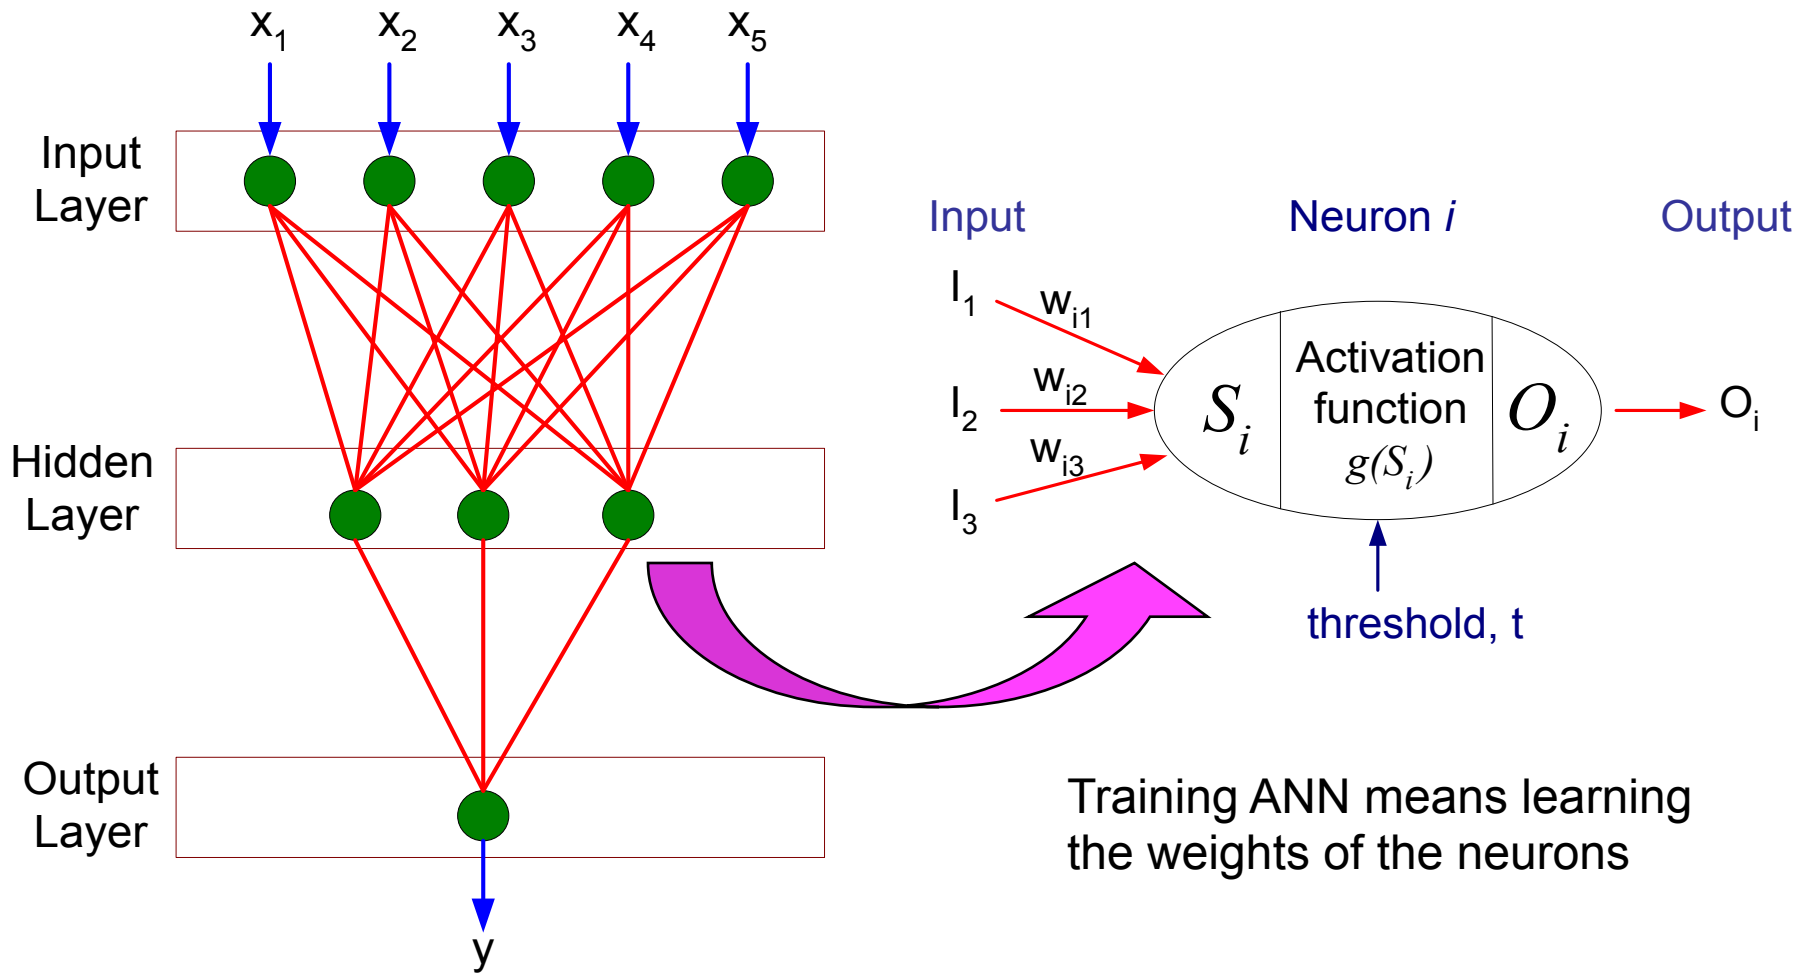 x1 x2 x3 x4 x5
Input
Layer
Hidden
Layer
Output
Layer
y
Input Neuron i Output
I1 wi1
I2 wi2
I3 wi3
Si
Activation
function
g(Si)
Oi
Oi
threshold, t
Training ANN means learning
the weights of the neurons